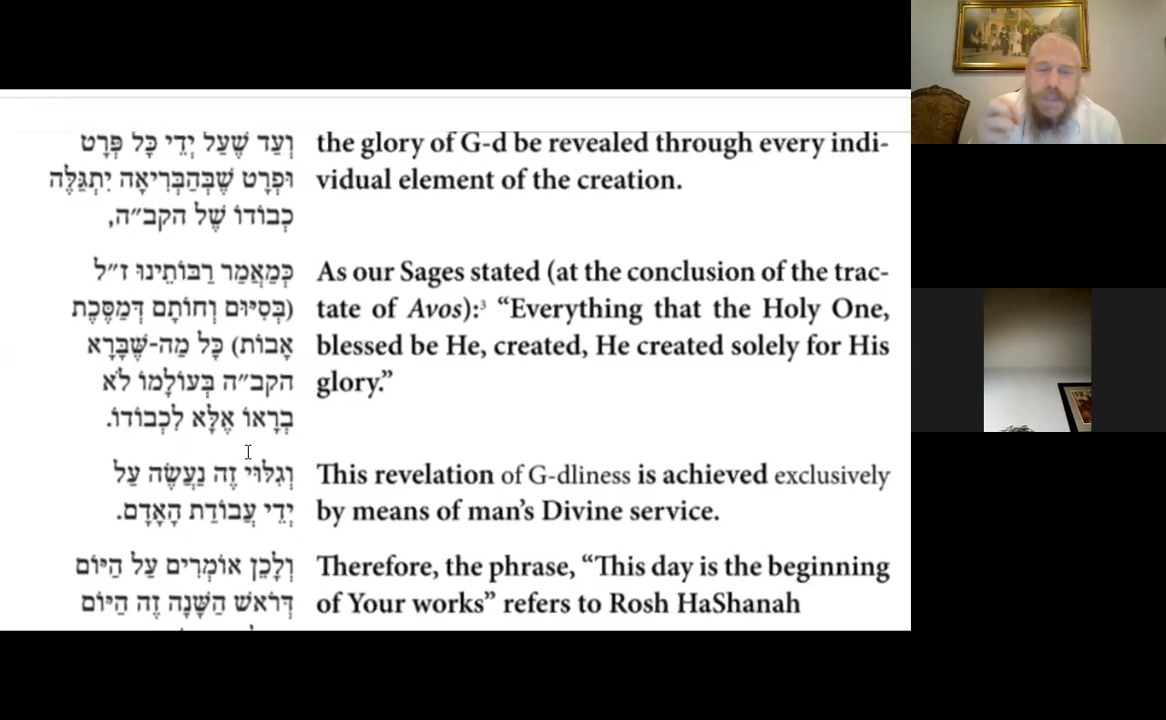 וְעַד שֶׁעַל יְדֵי כָּל פְּרָט
וּפְרָט שֶׁבְּהַבְּרִיאָה יִתְגַּלֶּה
כְּבוֹדוֹ שֶׁל הקב״ה,
the glory of G-d be revealed through every indi-
vidual element of the creation.
כְּמַאֲמַר רַבּוֹתֵינוּ ז״ל
(בְּסִיּוּם וְחוֹתַם דְּמַסֶּכֶת
אָבוֹת) כָּל מַה-שֶּׁבָּרָא
הקב״ה בְּעוֹלָמוֹ לֹא
בְרָאוֹ אֶלָּא לִכְבוֹדוֹ.
As our Sages stated (at the conclusion of the trac-
tate of Avos):³ “Everything that the Holy One,
blessed be He, created, He created solely for His
glory.”
וְגִלּוּי זֶה נַעֲשֶׂה עַל
יְדֵי עֲבוֹדַת הָאָדָם.
This revelation of G-dliness is achieved exclusively
by means of man’s Divine service.
וְלָכֵן אוֹמְרִים עַל הַיּוֹם
דְּרֹאשׁ הַשָּׁנָה זֶה הַיּוֹם
Therefore, the phrase, “This day is the beginning
of Your works” refers to Rosh HaShanah